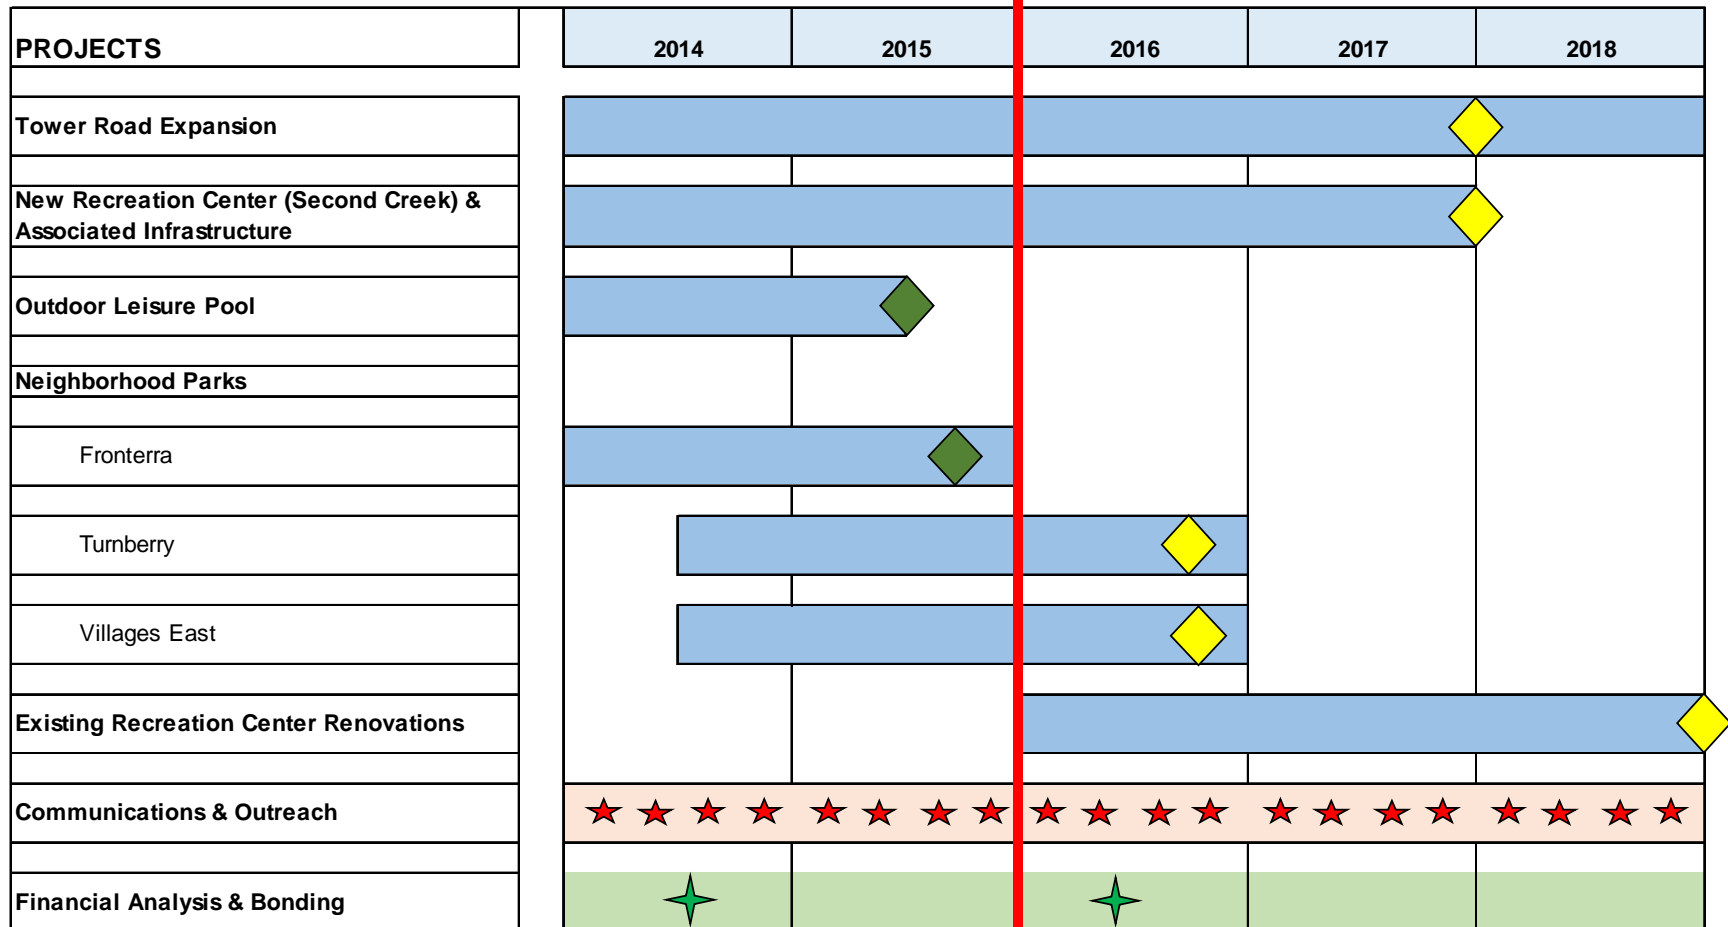 PROJECTS 2014 2015 2016 2017 2018
Tower Road Expansion
New Recreation Center (Second Creek) &
Associated Infrastructure
Outdoor Leisure Pool
Neighborhood Parks
Fronterra
Turnberry
Villages East
Existing Recreation Center Renovations
Communications & Outreach
Financial Analysis & Bonding